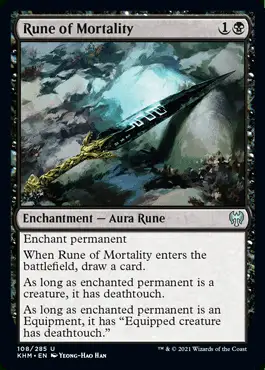 Rune of Mortality 1
Enchantment — Aura Rune
Enchant permanent
When Rune of Mortality enters the
battlefield, draw a card.
As long as enchanted permanent is a
creature, it has deathtouch.
As long as enchanted permanent is an
Equipment, it has “Equipped creature
has deathtouch.”
108/285 U
KHM • EN Yeong-Hao Han
™ & © 2021 Wizards of the Coast